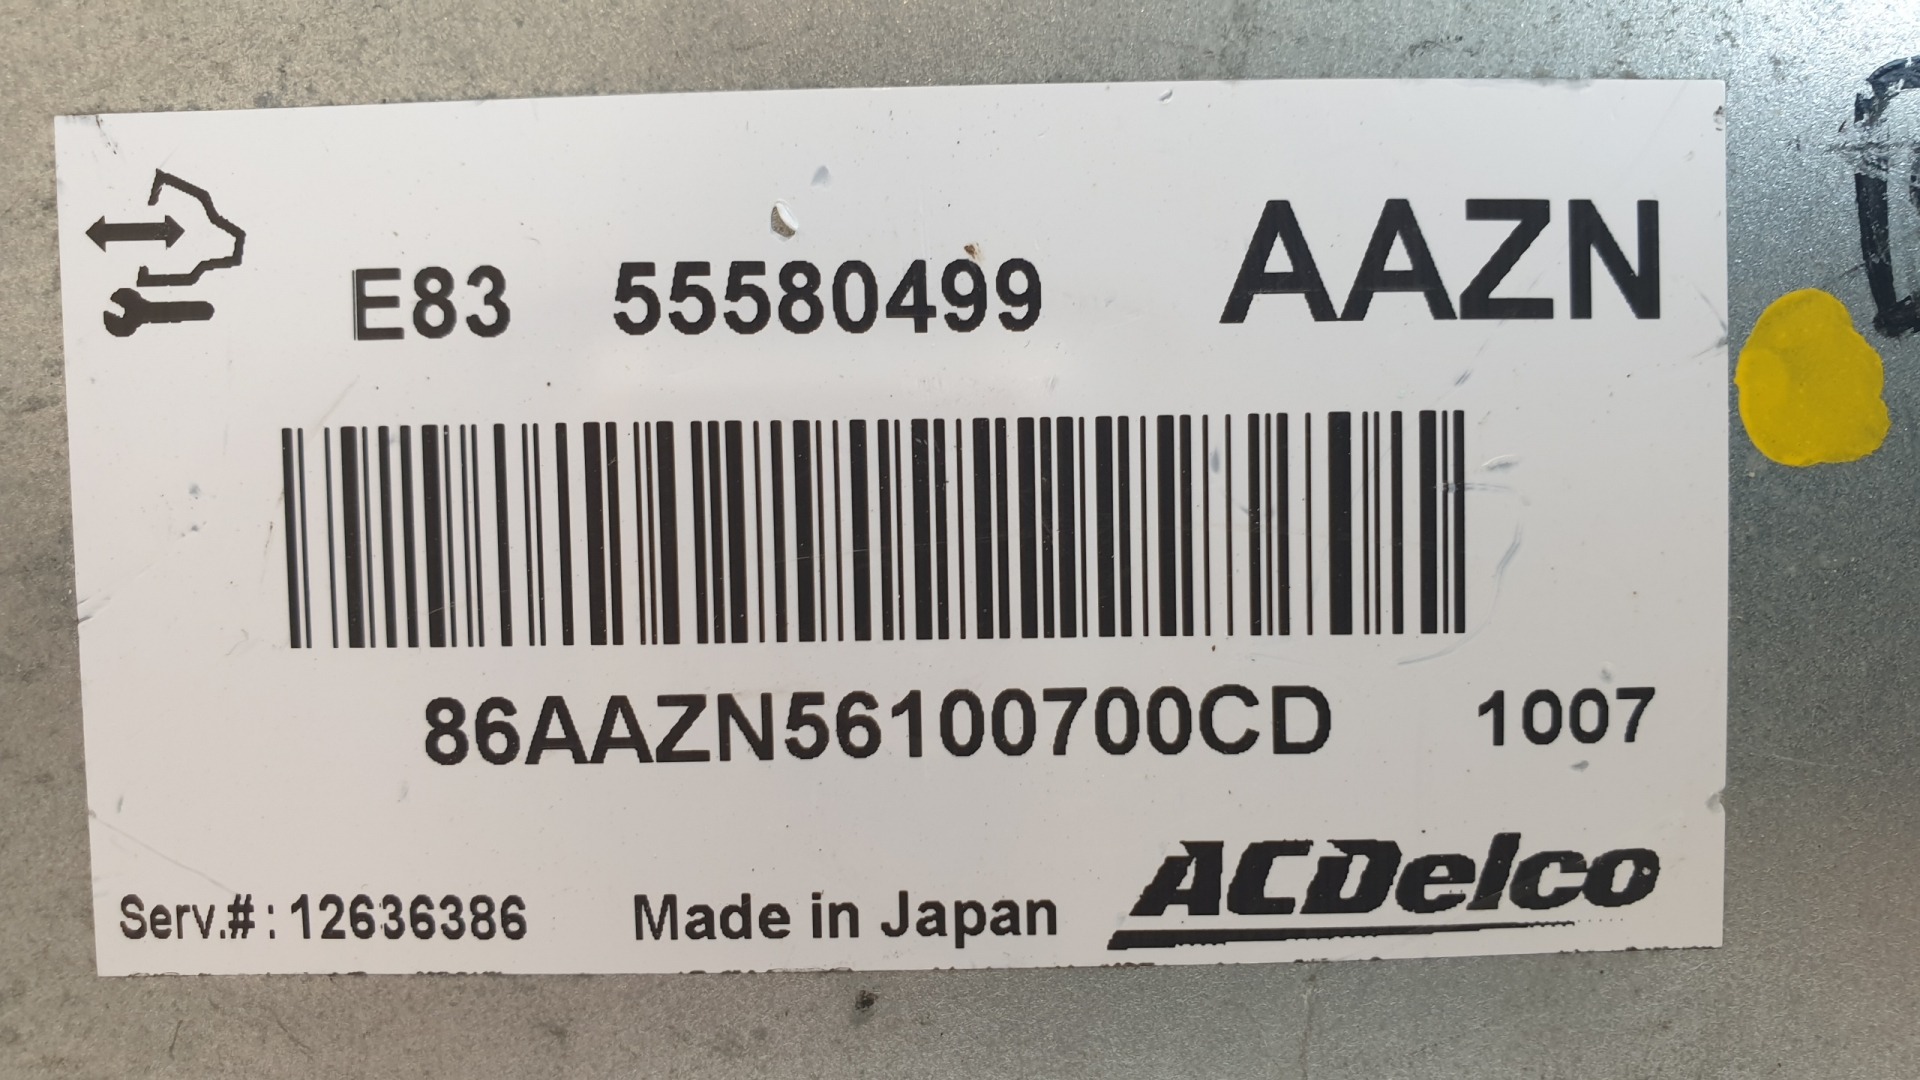 E83 55580499 AAZN
86AAZN56100700CD 1007
Serv.#: 12636386 Made in Japan ACDelco